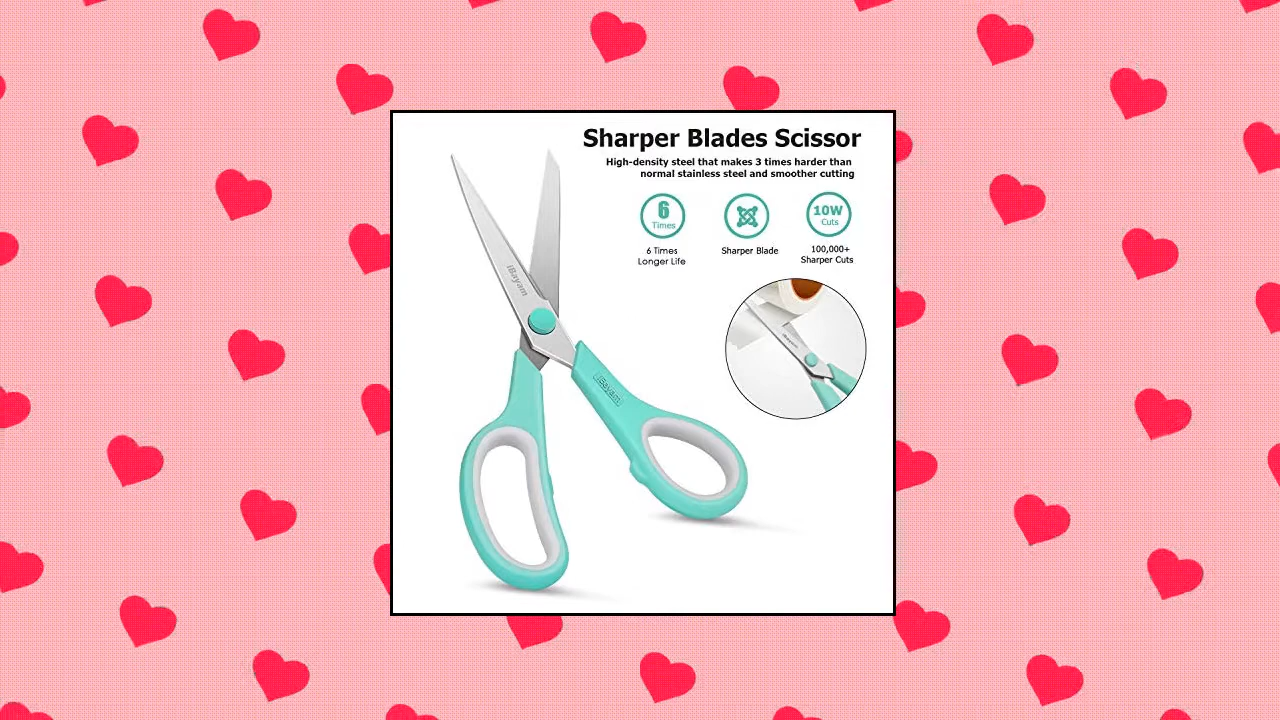 Sharper Blades Scissor
High-density steel that makes 3 times harder than
normal stainless steel and smoother cutting
6
Times
10W
Cuts
6 Times
Longer Life
Sharper Blade
100,000+
Sharper Cuts
iBayam
iBayam
iBayam